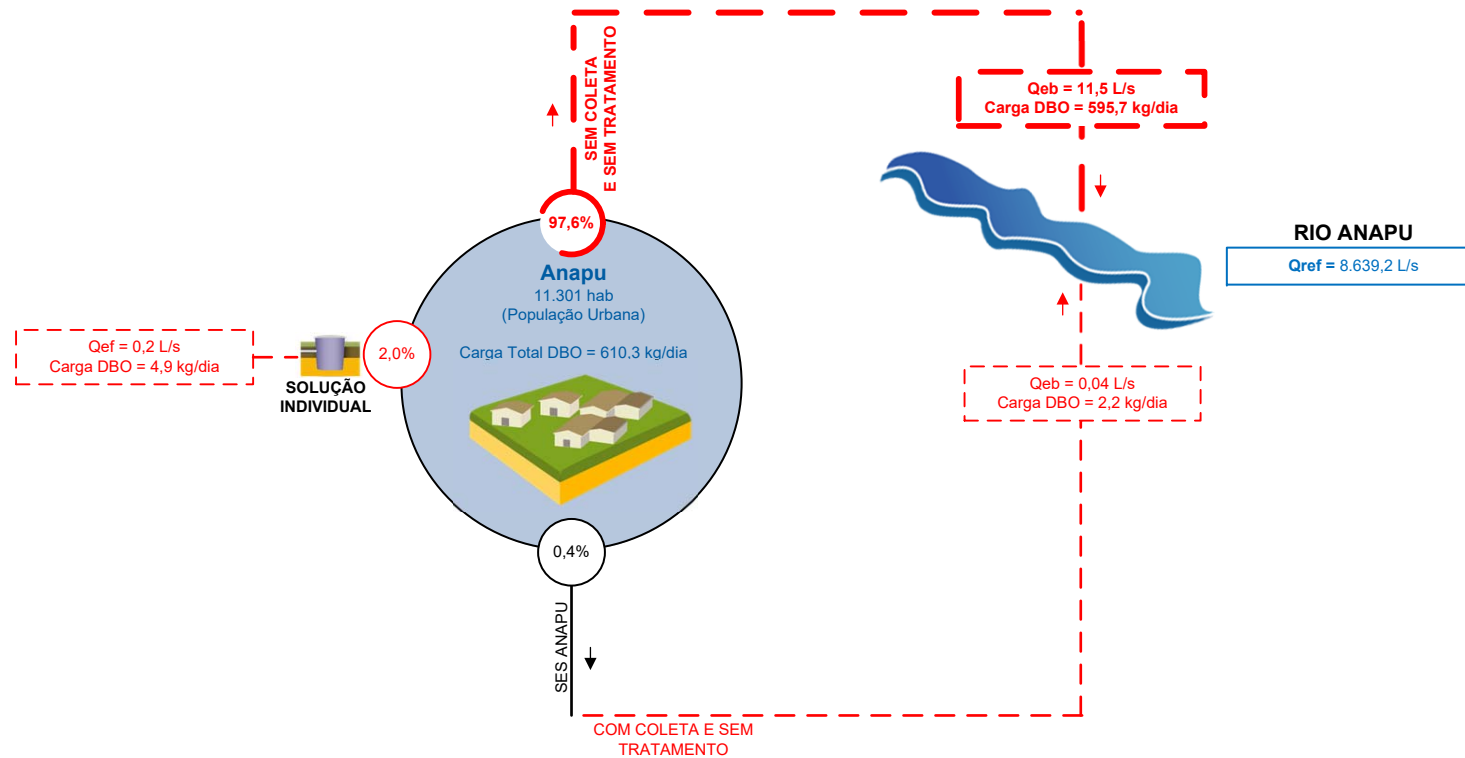 SEM COLETA
E SEM TRATAMENTO
Qeb = 11,5 L/s
Carga DBO = 595,7 kg/dia
97,6%
RIO ANAPU
Qref = 8.639,2 L/s
Anapu
11.301 hab
(População Urbana)
Carga Total DBO = 610,3 kg/dia
Qef = 0,2 L/s
Carga DBO = 4,9 kg/dia
2,0%
SOLUÇÃO
INDIVIDUAL
Qeb = 0,04 L/s
Carga DBO = 2,2 kg/dia
0,4%
SES ANAPU
COM COLETA E SEM
TRATAMENTO